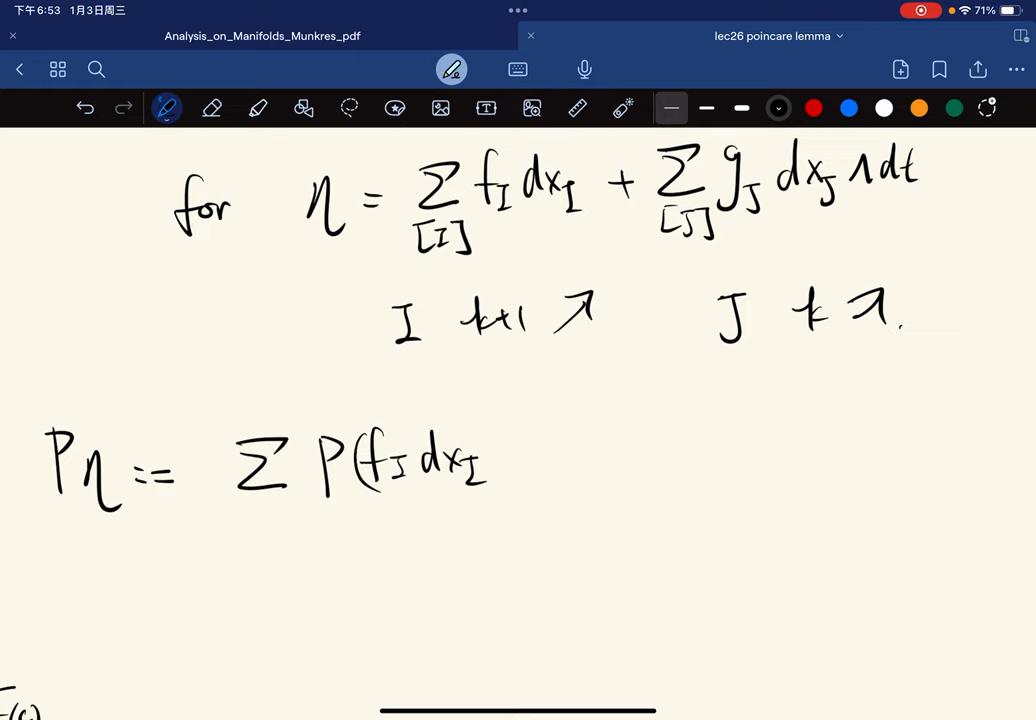 下午6:53 1月3日周三
71%
Analysis_on_Manifolds_Munkres_pdf
lec26 poincare lemma
for η = Σ_[I] f_I dx_I + Σ_[J] g_J dx_J ∧ dt
I k+1 ↗ J k ↗.
Pη := = Σ P(f_I dx_I